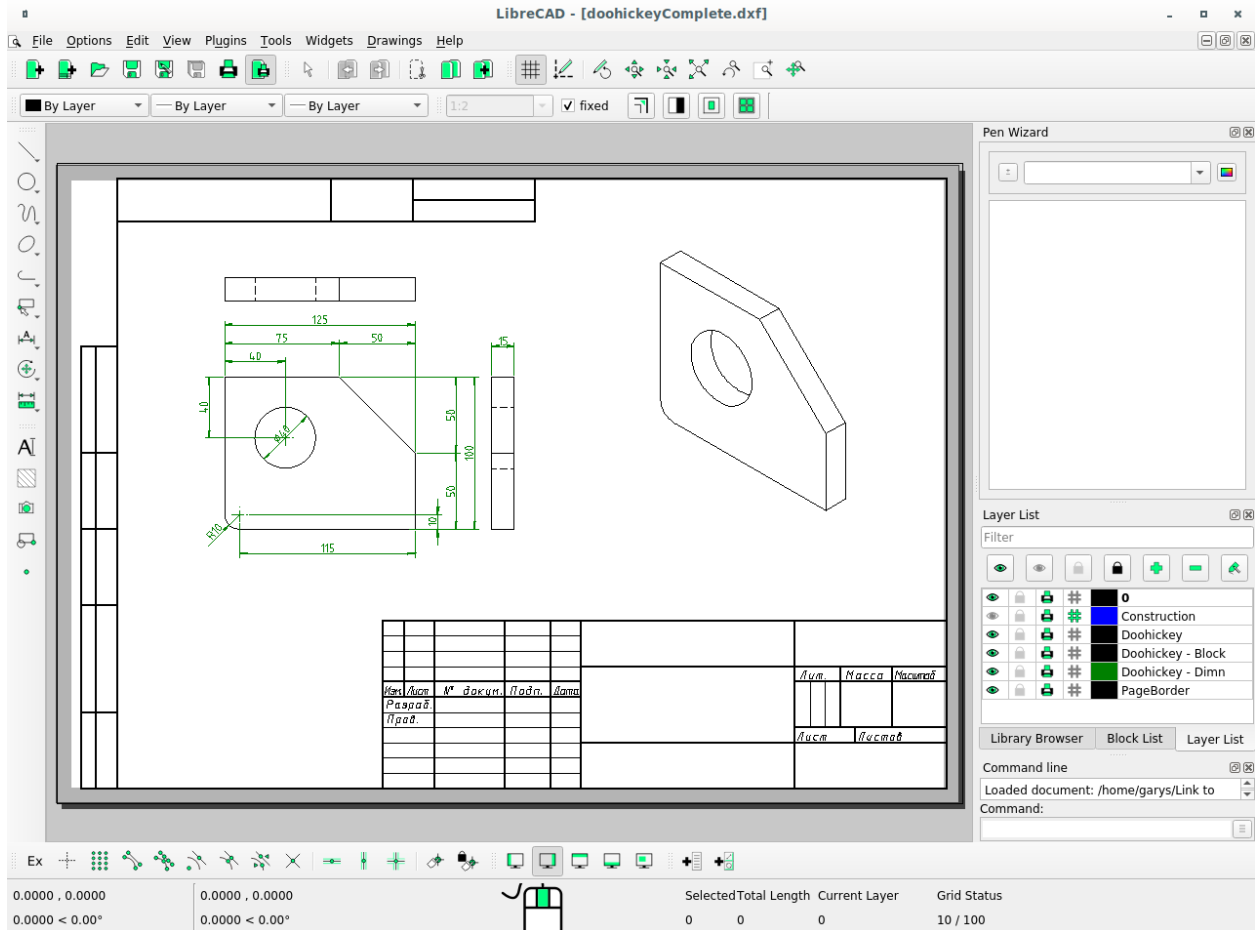 LibreCAD - [doohickeyComplete.dxf]
File Options Edit View Plugins Tools Widgets Drawings Help
By Layer By Layer By Layer 1:2 fixed
Pen Wizard
125
75 50
40
15
40
50
100
Ø40
50
10
R10
115
Изм. Лист № докум. Подп. Дата
Разраб.
Пров.
Лит. Масса Масштаб
Лист Листов
Layer List
Filter
0
Construction
Doohickey
Doohickey - Block
Doohickey - Dimn
PageBorder
Library Browser Block List Layer List
Command line
Loaded document: /home/garys/Link to
Command:
Ex
0.0000 , 0.0000 0.0000 , 0.0000 Selected Total Length Current Layer Grid Status
0.0000 < 0.00° 0.0000 < 0.00° 0 0 0 10 / 100